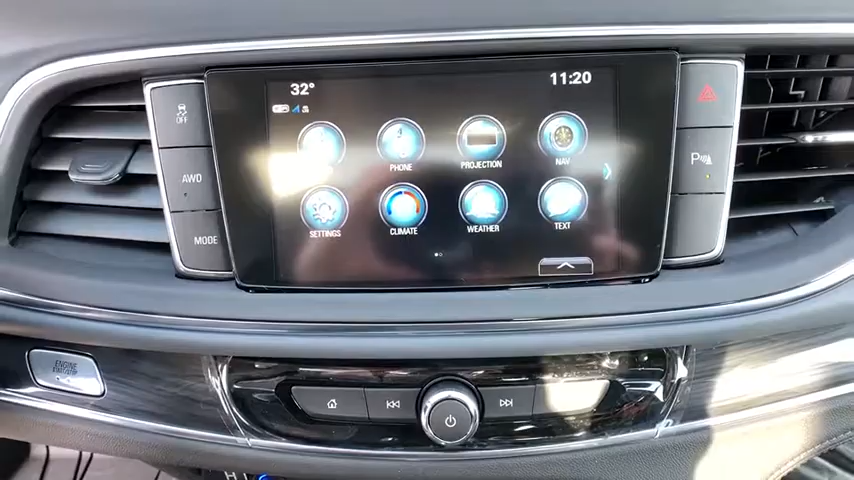 32°
11:20
PHONE
PROJECTION
NAV
SETTINGS
CLIMATE
WEATHER
TEXT
OFF
AWD
MODE
P
ENGINE